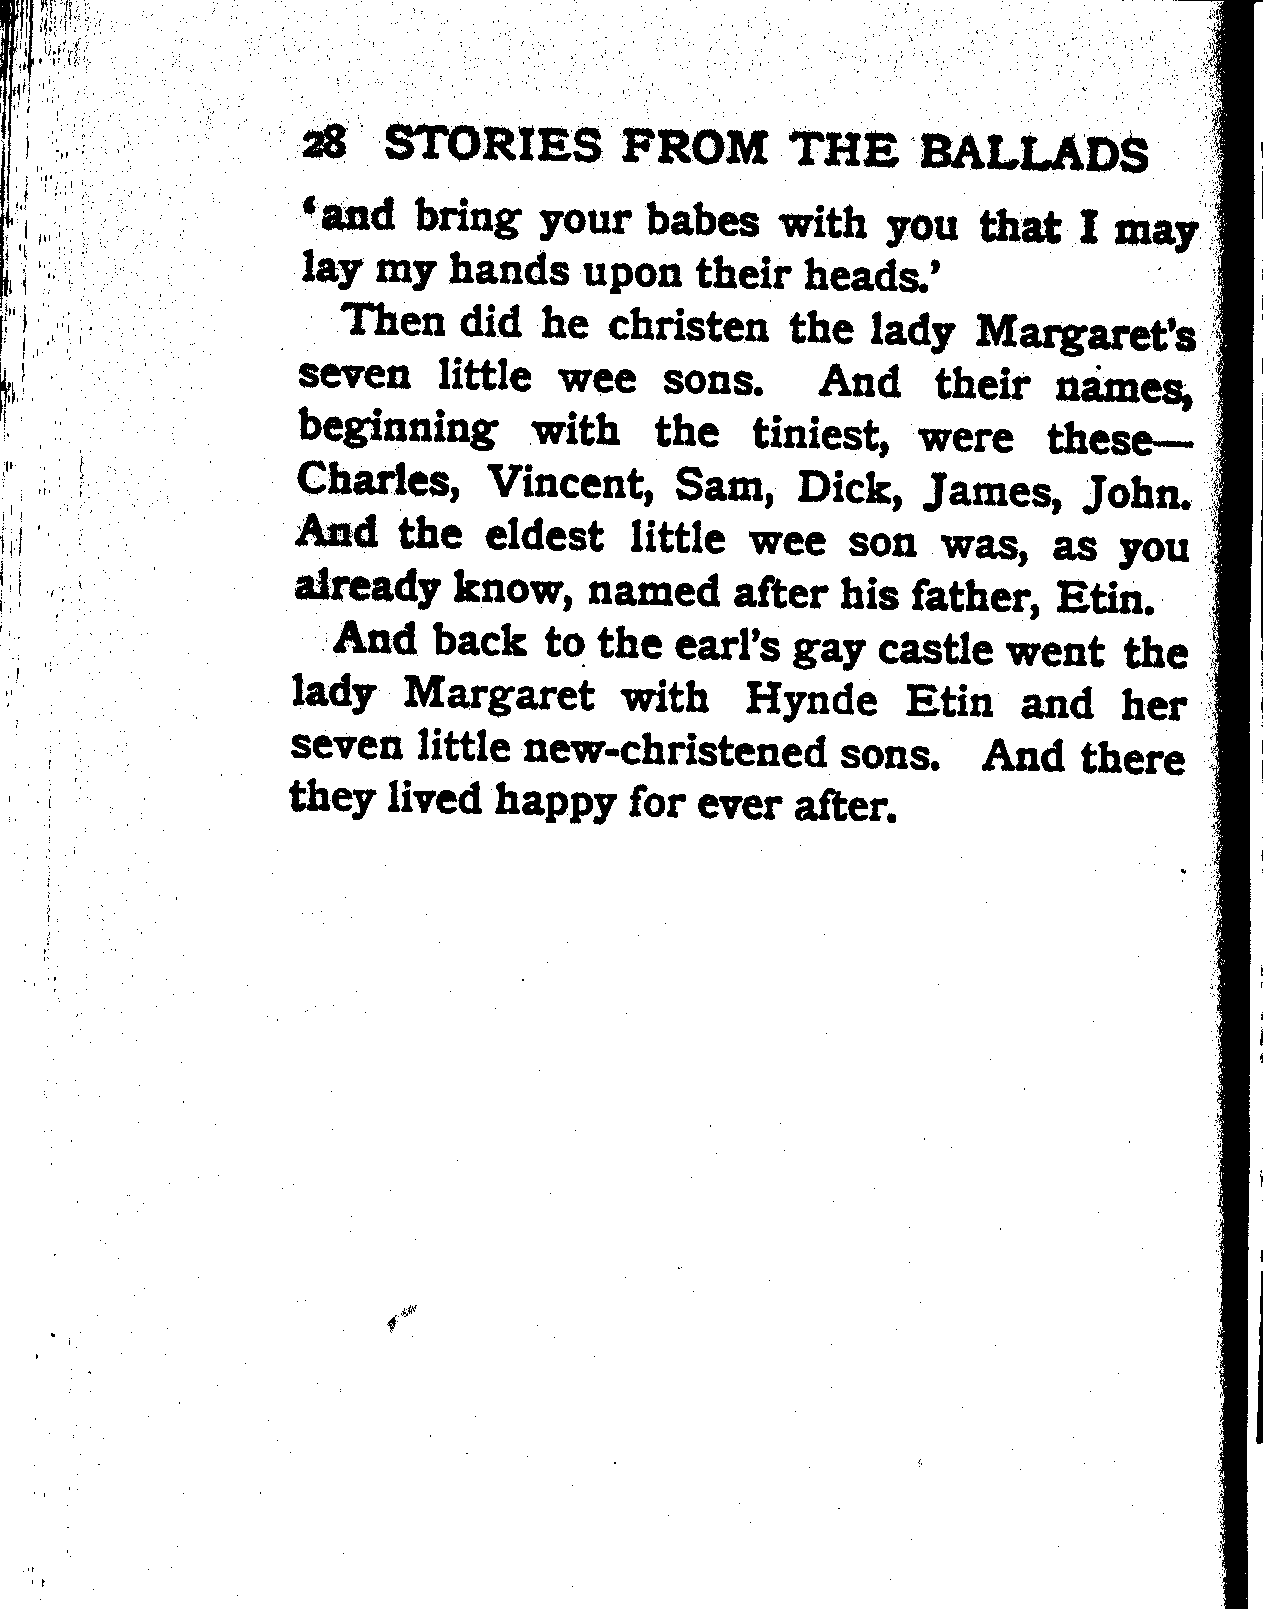 28 STORIES FROM THE BALLADS
‘and bring your babes with you that I may
lay my hands upon their heads.’
Then did he christen the lady Margaret’s
seven little wee sons. And their names,
beginning with the tiniest, were these—
Charles, Vincent, Sam, Dick, James, John.
And the eldest little wee son was, as you
already know, named after his father, Etin.
And back to the earl’s gay castle went the
lady Margaret with Hynde Etin and her
seven little new-christened sons. And there
they lived happy for ever after.